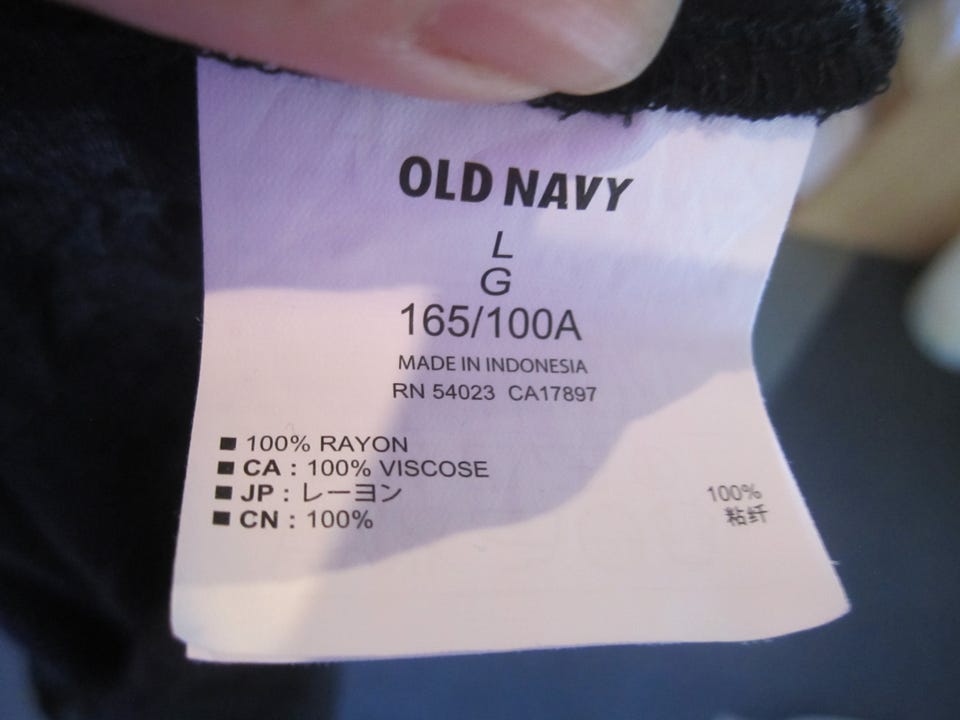 OLD NAVY
L
G
165/100A
MADE IN INDONESIA
RN 54023 CA17897
■ 100% RAYON
■ CA : 100% VISCOSE
■ JP : レーヨン 100%
■ CN : 100% 粘纤